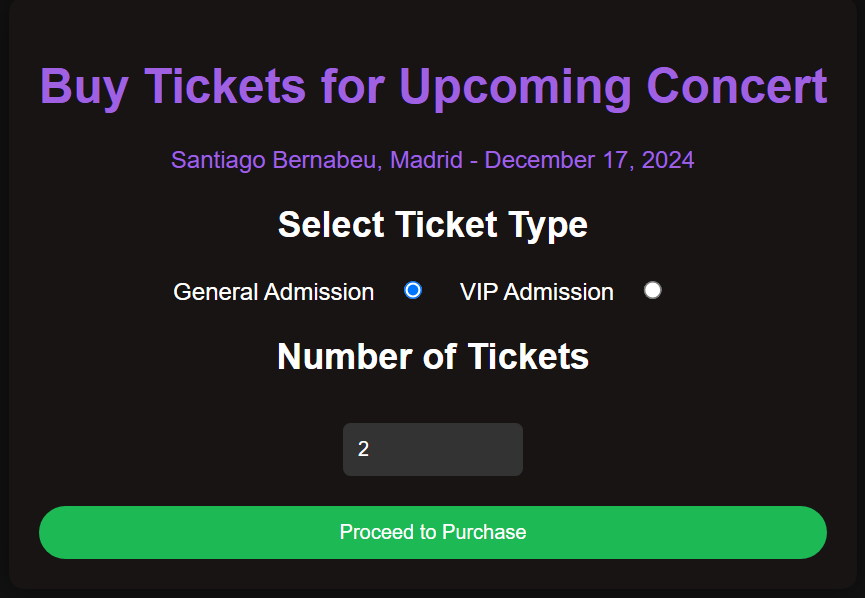 Buy Tickets for Upcoming Concert
Santiago Bernabeu, Madrid - December 17, 2024
Select Ticket Type
General Admission VIP Admission
Number of Tickets
2
Proceed to Purchase